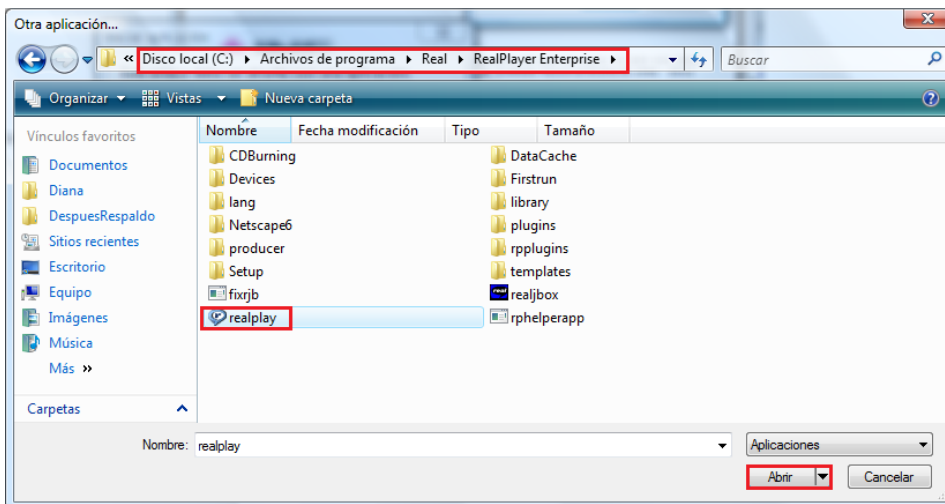 Otra aplicación...
« Disco local (C:) ▸ Archivos de programa ▸ Real ▸ RealPlayer Enterprise ▸
Buscar
Organizar Vistas Nueva carpeta
Vínculos favoritos
Documentos
Diana
DespuesRespaldo
Sitios recientes
Escritorio
Equipo
Imágenes
Música
Más »
Carpetas
Nombre Fecha modificación Tipo Tamaño
CDBurning DataCache
Devices Firstrun
lang library
Netscape6 plugins
producer rpplugins
Setup templates
fixrjb realjbox
realplay rphelperapp
Nombre: realplay Aplicaciones
Abrir Cancelar